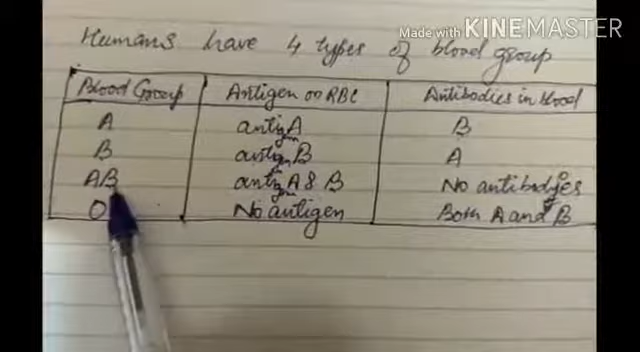 Made with KINEMASTER
Humans have 4 types of blood group
Blood Group Antigen on RBC Antibodies in blood
A antigen A B
B antigen B A
AB antigen A & B No antibodyes
O No antigen Both A and B